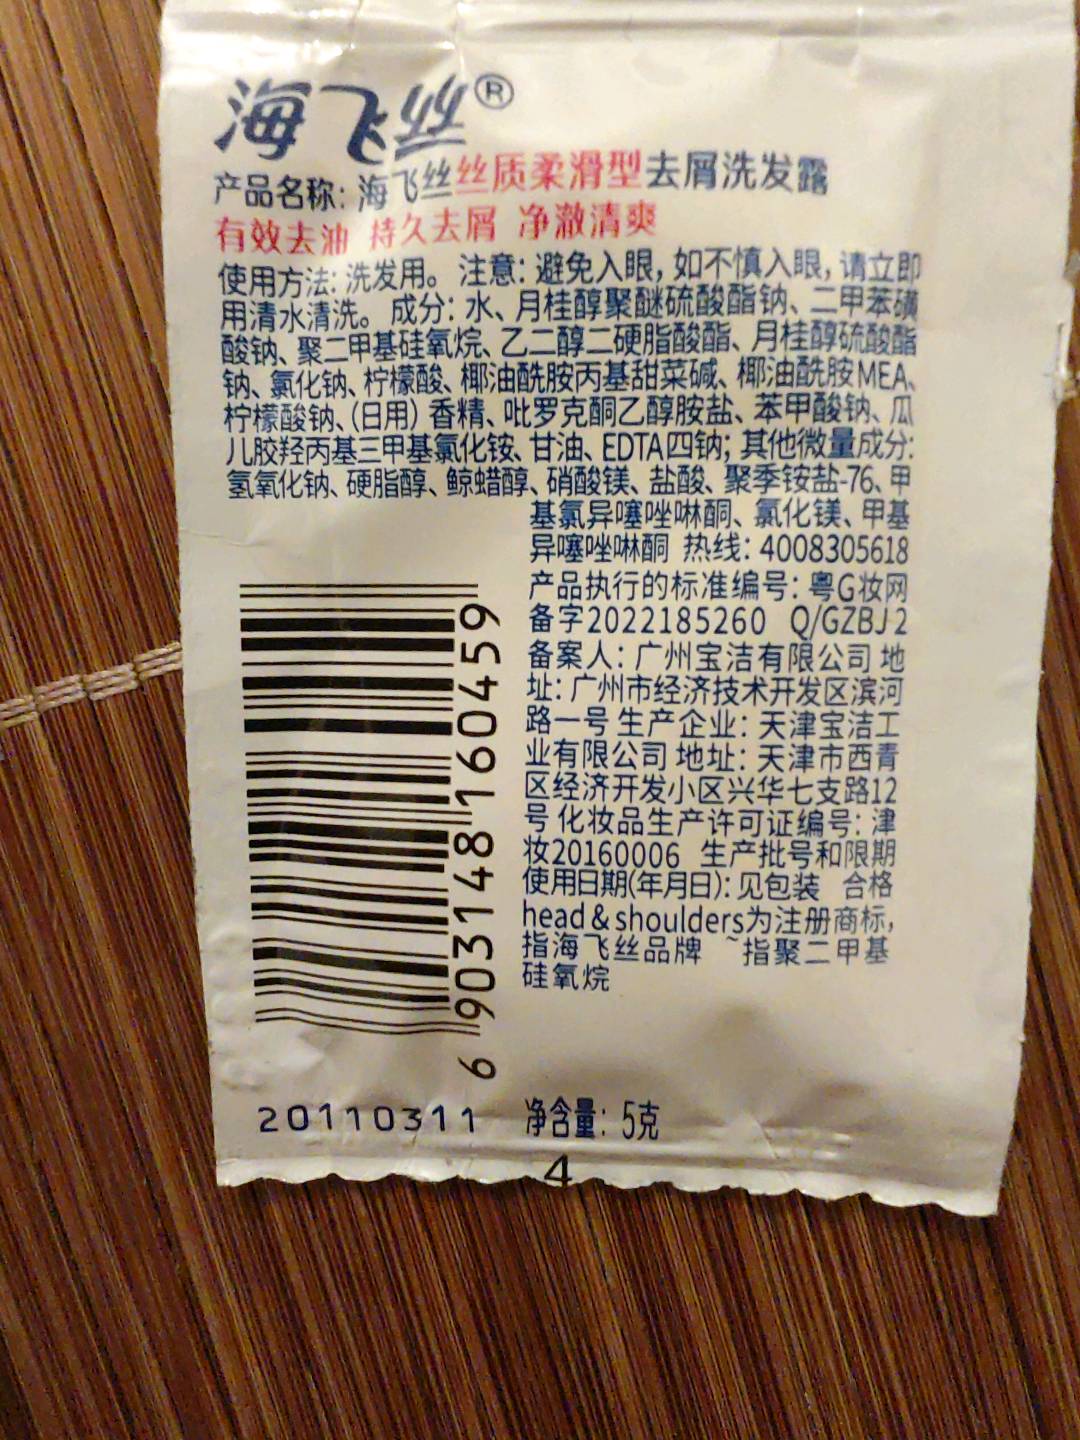 海飞丝®
产品名称: 海飞丝丝质柔滑型去屑洗发露
有效去油 持久去屑 净澈清爽
使用方法: 洗发用。 注意: 避免入眼, 如不慎入眼, 请立即
用清水清洗。 成分: 水、月桂醇聚醚硫酸酯钠、二甲苯磺
酸钠、聚二甲基硅氧烷、乙二醇二硬脂酸酯、月桂醇硫酸酯
钠、氯化钠、柠檬酸、椰油酰胺丙基甜菜碱、椰油酰胺MEA、
柠檬酸钠、(日用) 香精、吡罗克酮乙醇胺盐、苯甲酸钠、瓜
儿胶羟丙基三甲基氯化铵、甘油、EDTA四钠; 其他微量成分:
氢氧化钠、硬脂醇、鲸蜡醇、硝酸镁、盐酸、聚季铵盐-76、甲
基氯异噻唑啉酮、氯化镁、甲基
异噻唑啉酮 热线: 4008305618
产品执行的标准编号: 粤G妆网
备字2022185260 Q/GZBJ 2
备案人: 广州宝洁有限公司 地
址: 广州市经济技术开发区滨河
路一号 生产企业: 天津宝洁工
业有限公司 地址: 天津市西青
区经济开发小区兴华七支路12
号 化妆品生产许可证编号: 津
妆20160006 生产批号和限期
使用日期(年月日): 见包装 合格
head & shoulders为注册商标,
指海飞丝品牌 ~指聚二甲基
硅氧烷
6 903148 160459
20110311
净含量: 5克
4